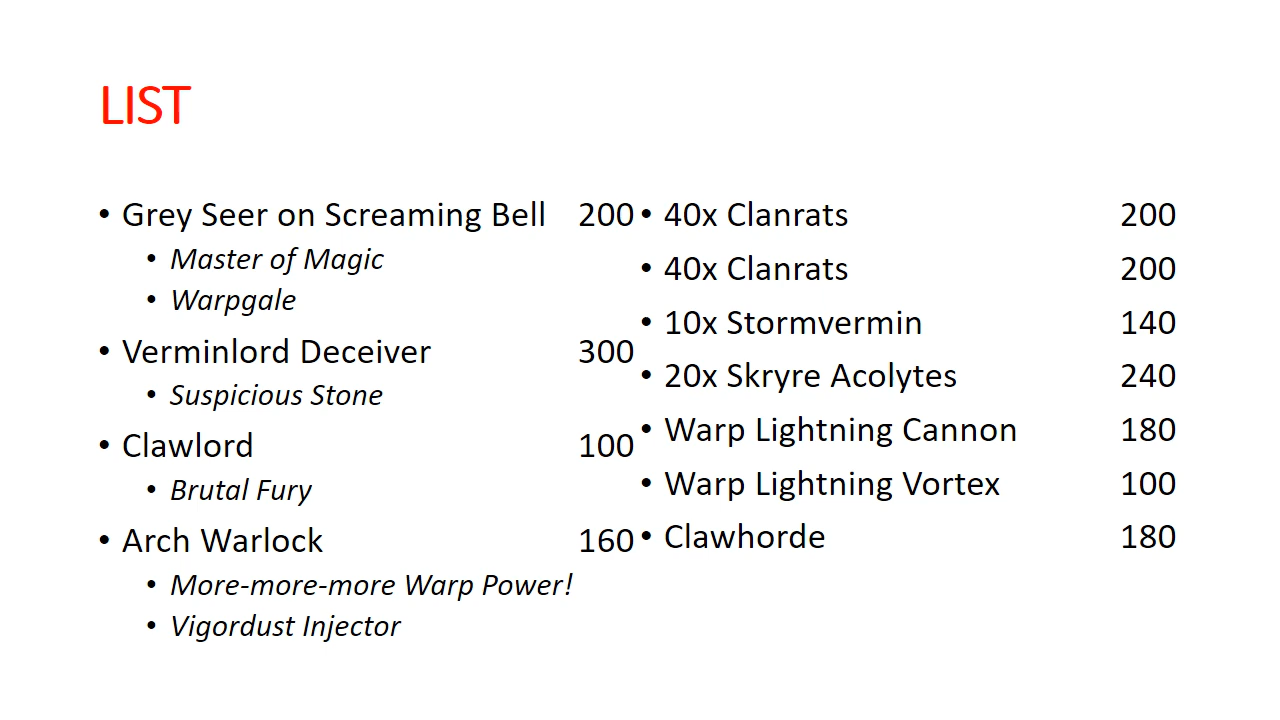 LIST
• Grey Seer on Screaming Bell 200
• Master of Magic
• Warpgale
• Verminlord Deceiver 300
• Suspicious Stone
• Clawlord 100
• Brutal Fury
• Arch Warlock 160
• More-more-more Warp Power!
• Vigordust Injector
• 40x Clanrats 200
• 40x Clanrats 200
• 10x Stormvermin 140
• 20x Skryre Acolytes 240
• Warp Lightning Cannon 180
• Warp Lightning Vortex 100
• Clawhorde 180